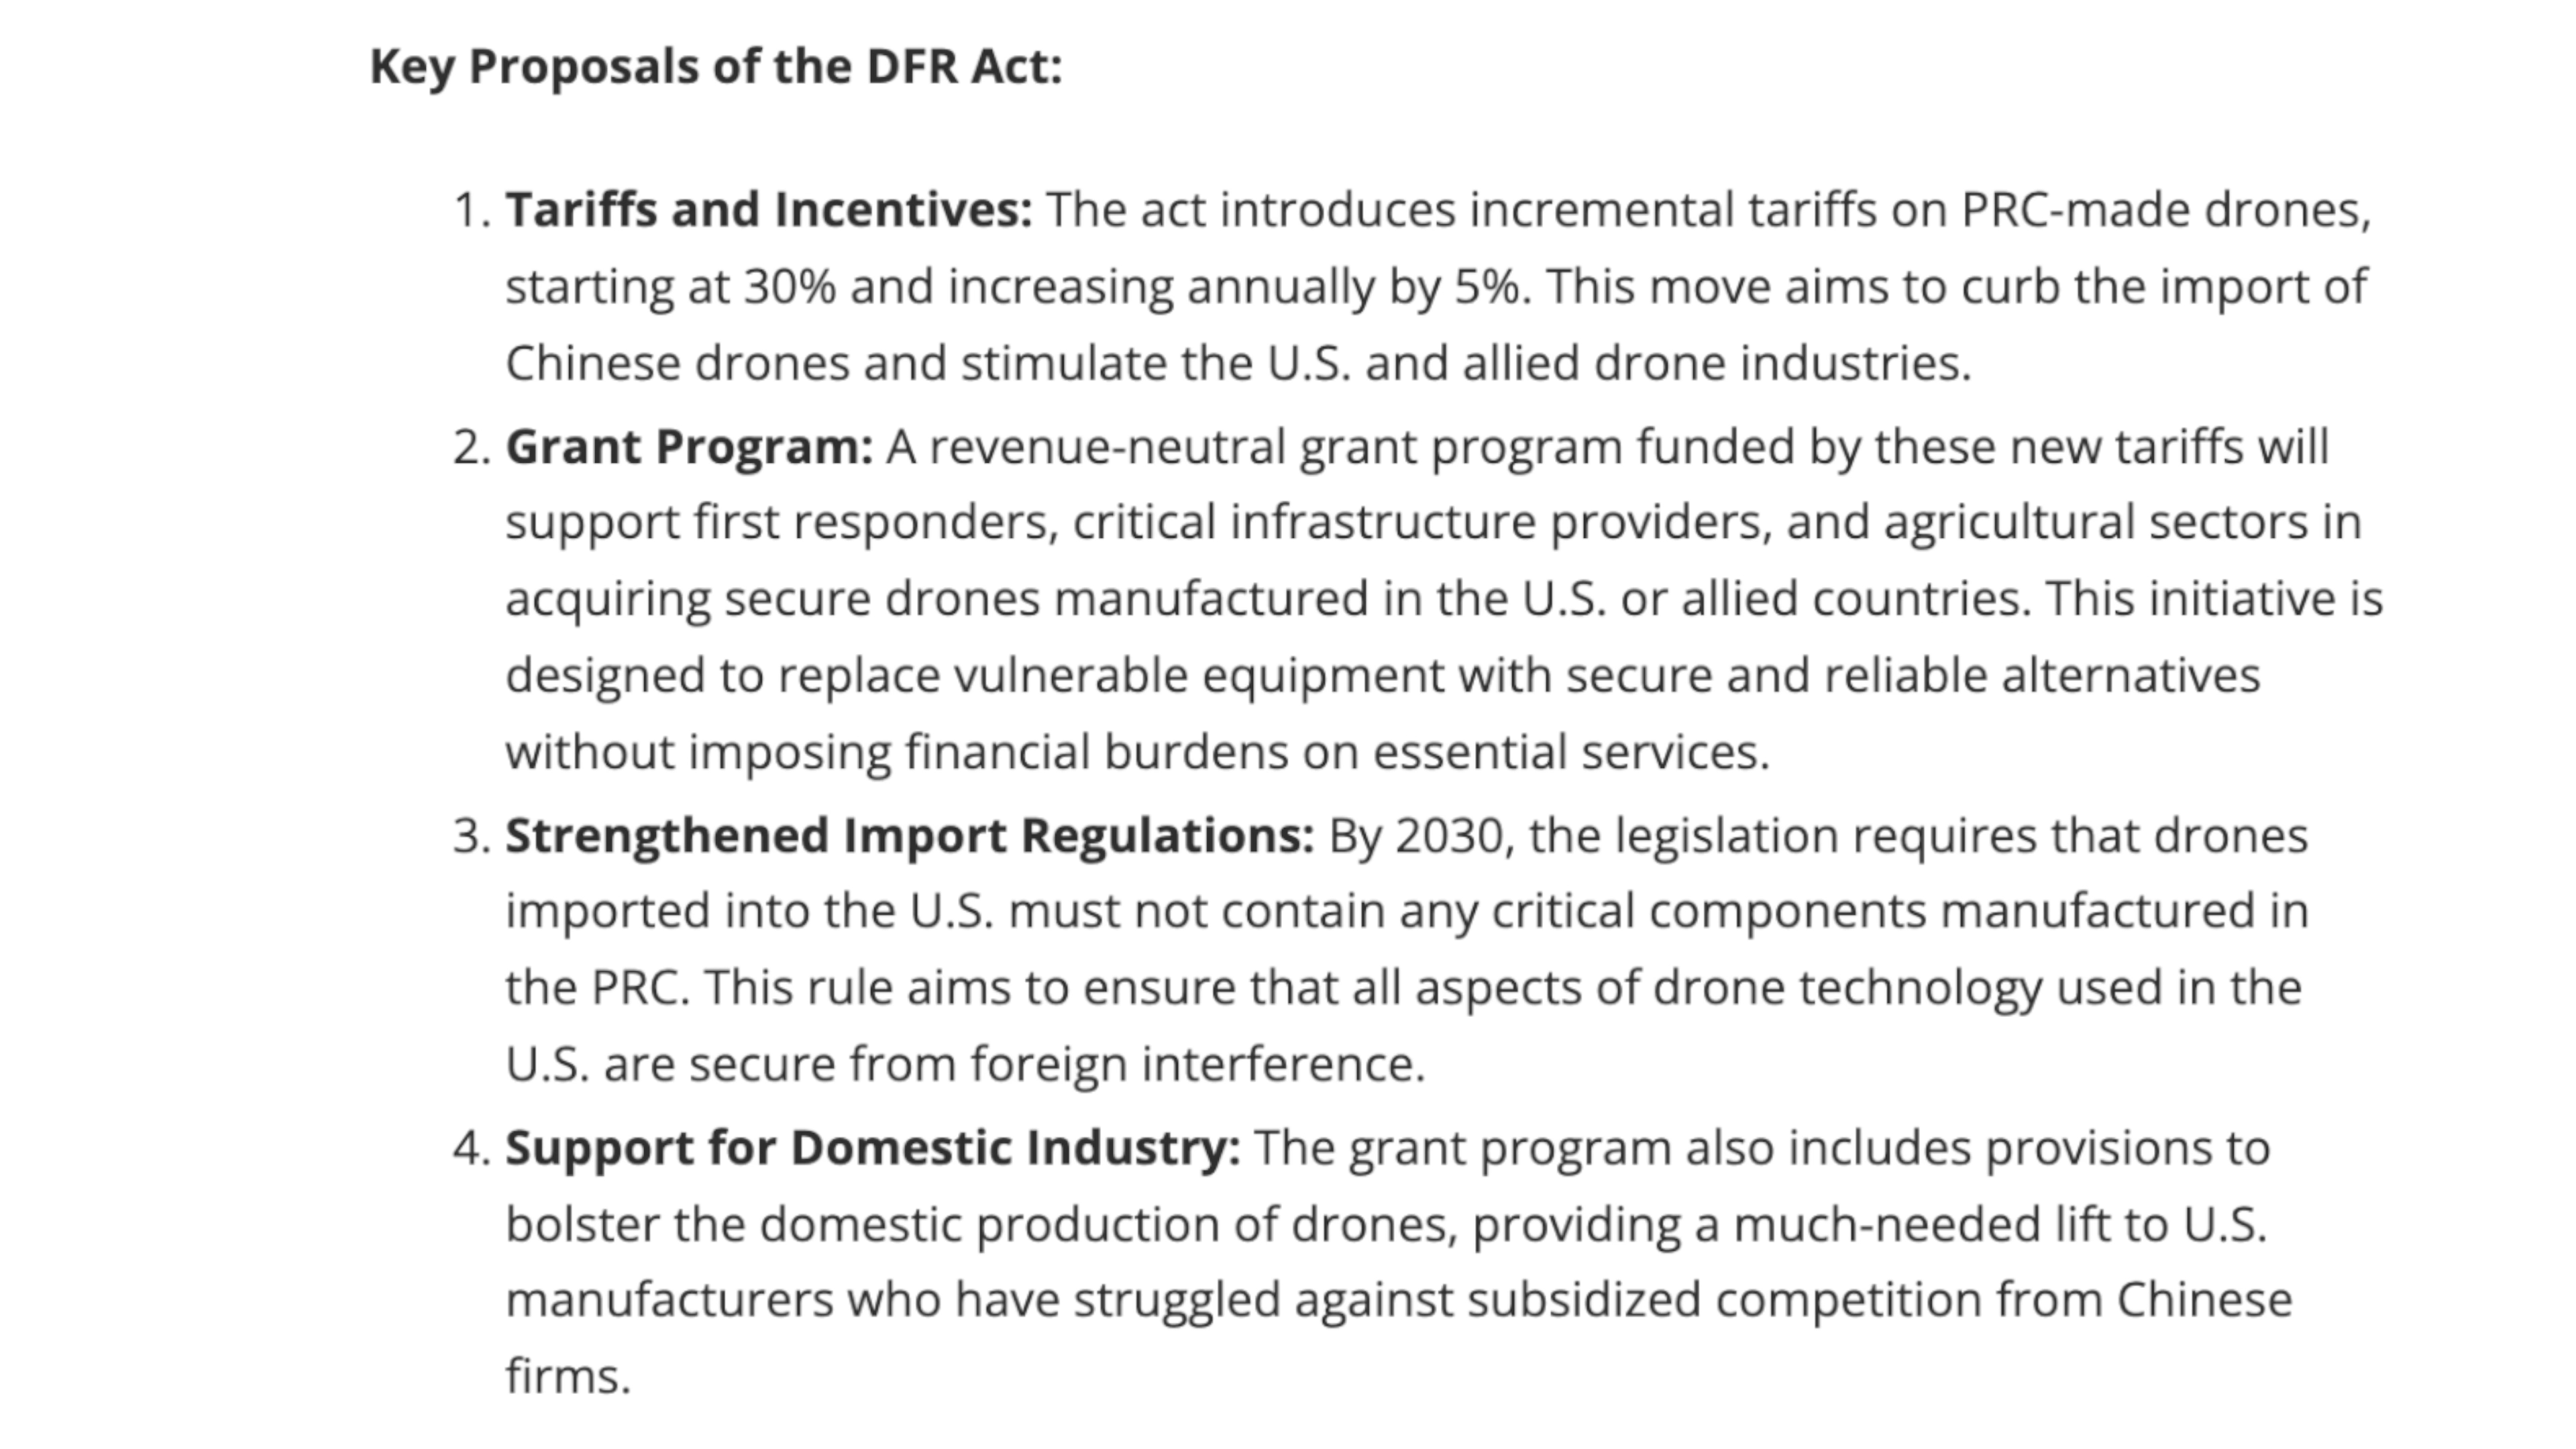 Key Proposals of the DFR Act:
1. Tariffs and Incentives: The act introduces incremental tariffs on PRC-made drones,
starting at 30% and increasing annually by 5%. This move aims to curb the import of
Chinese drones and stimulate the U.S. and allied drone industries.
2. Grant Program: A revenue-neutral grant program funded by these new tariffs will
support first responders, critical infrastructure providers, and agricultural sectors in
acquiring secure drones manufactured in the U.S. or allied countries. This initiative is
designed to replace vulnerable equipment with secure and reliable alternatives
without imposing financial burdens on essential services.
3. Strengthened Import Regulations: By 2030, the legislation requires that drones
imported into the U.S. must not contain any critical components manufactured in
the PRC. This rule aims to ensure that all aspects of drone technology used in the
U.S. are secure from foreign interference.
4. Support for Domestic Industry: The grant program also includes provisions to
bolster the domestic production of drones, providing a much-needed lift to U.S.
manufacturers who have struggled against subsidized competition from Chinese
firms.